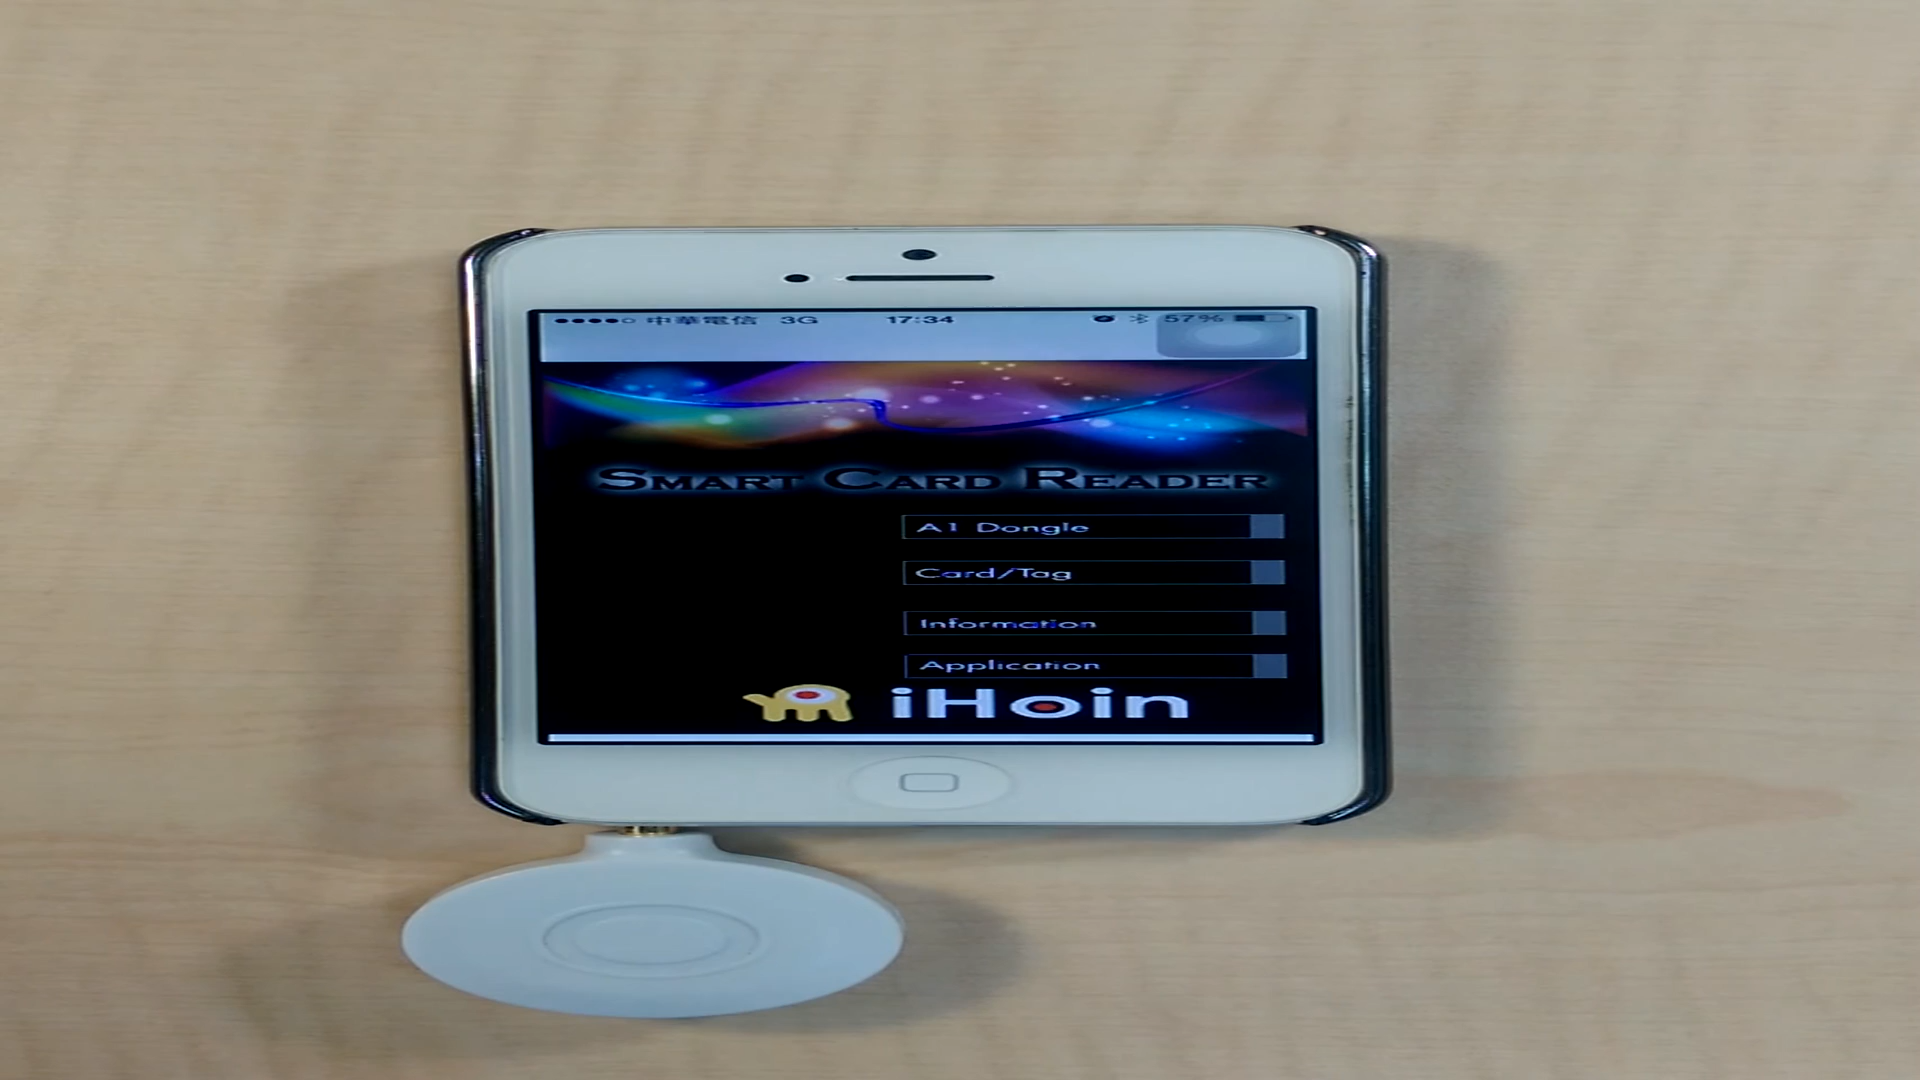 中華電信 3G 17:34 57%
SMART CARD READER
A1 Dongle
Card/Tag
Information
Application
iHoin